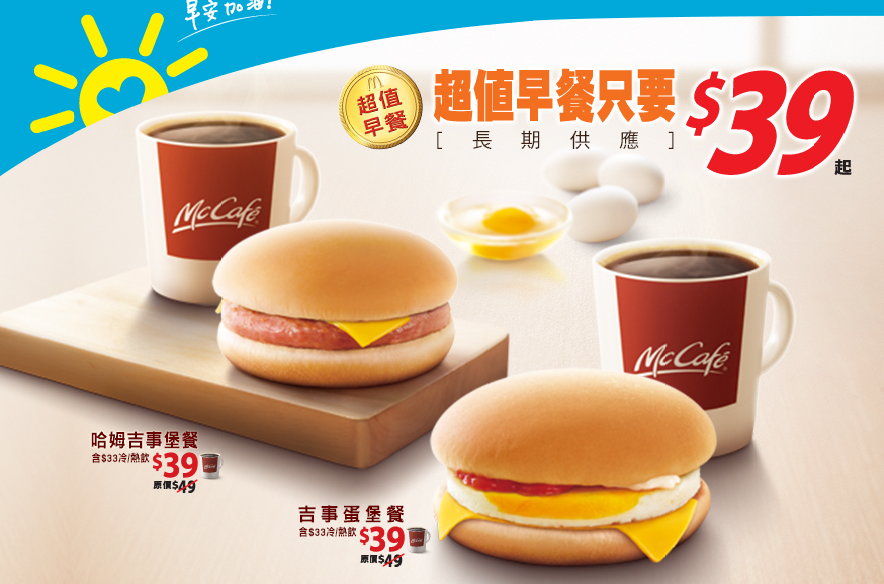 早安加油!
超值
早餐
超值早餐只要
$39起
[長期供應]
McCafé
McCafé
哈姆吉事堡餐
含$33冷/熱飲 $39
原價$49
吉事蛋堡餐
含$33冷/熱飲 $39
原價$49